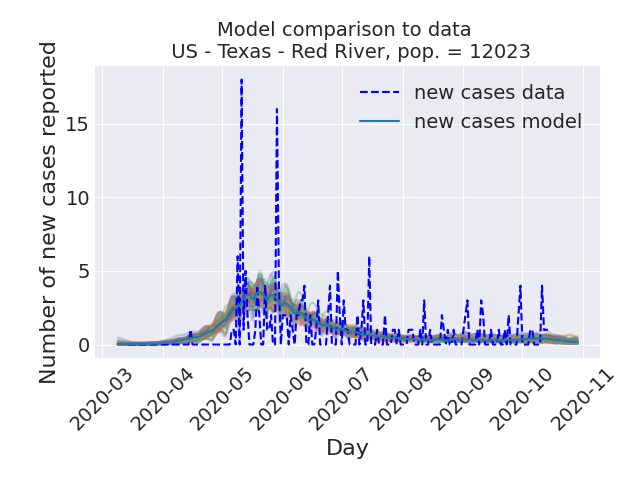 Model comparison to data
US - Texas - Red River, pop. = 12023
new cases data
new cases model
Number of new cases reported
15
10
5
0
2020-03
2020-04
2020-05
2020-06
2020-07
2020-08
2020-09
2020-10
2020-11
Day